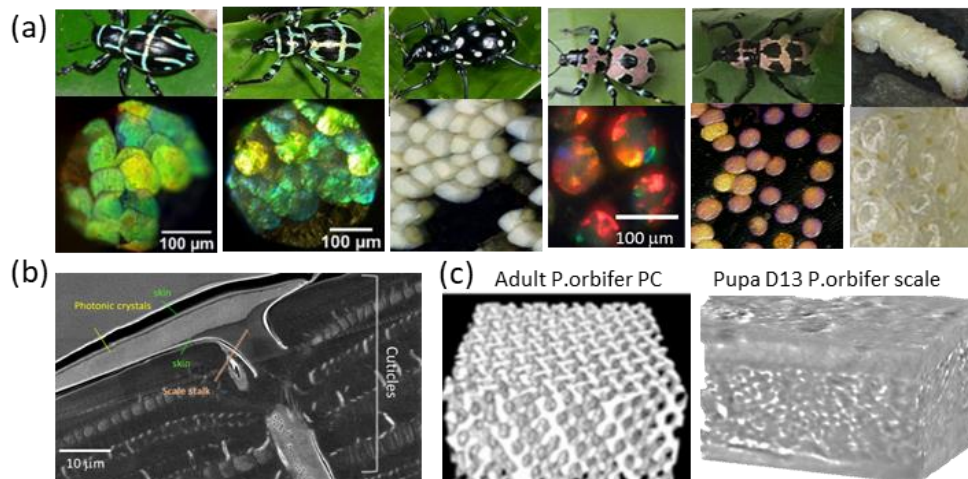 (a)
100 µm
100 µm
100 µm
(b)
skin
Photonic crystals
skin
Scale stalk
Cuticles
10 µm
(c)
Adult P.orbifer PC
Pupa D13 P.orbifer scale